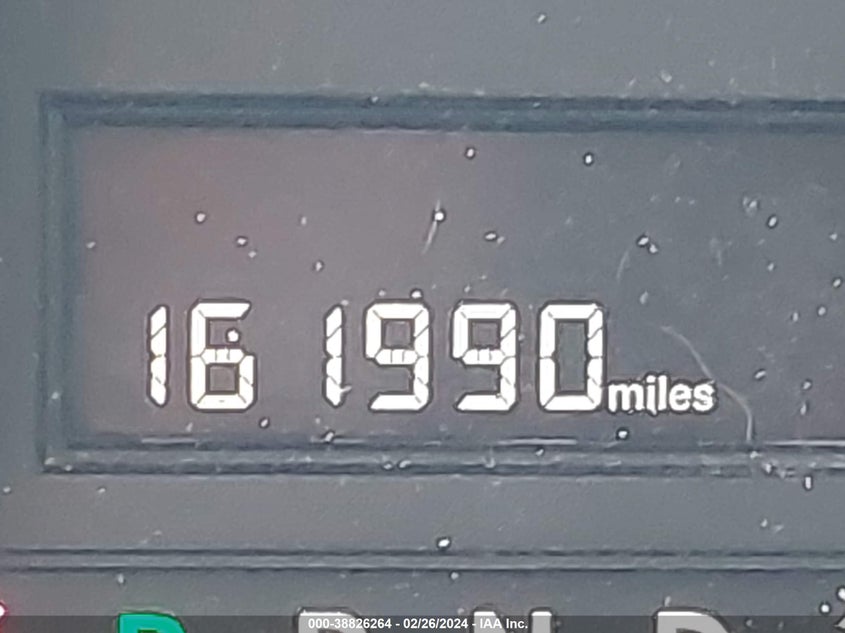 161990 miles
P R N D
000-38826264 - 02/26/2024 - IAA Inc.